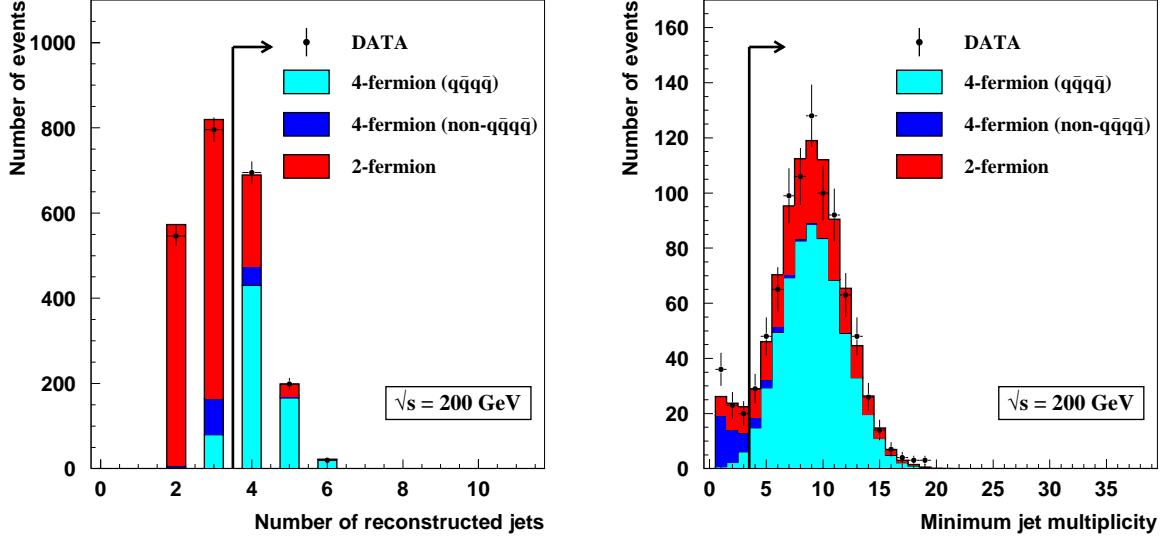 Number of events
1000
800
600
400
200
0
0
2
4
6
8
10
Number of reconstructed jets
DATA
4-fermion (qq̄qq̄)
4-fermion (non-qq̄qq̄)
2-fermion
√s = 200 GeV
Number of events
160
140
120
100
80
60
40
20
0
0
5
10
15
20
25
30
35
Minimum jet multiplicity
DATA
4-fermion (qq̄qq̄)
4-fermion (non-qq̄qq̄)
2-fermion
√s = 200 GeV